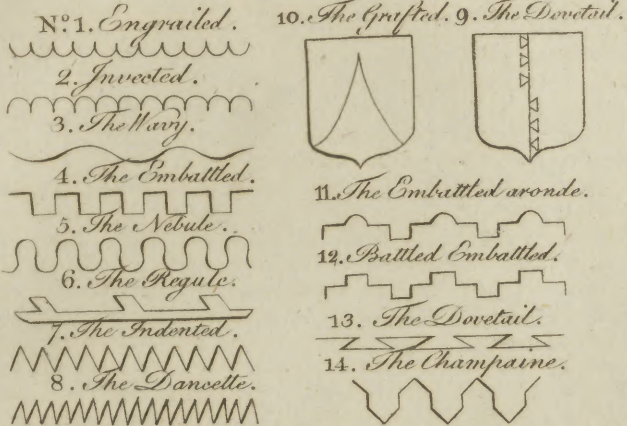 No. 1. Engrailed.
2. Invected.
3. The Wavy.
4. The Embattled.
5. The Nebule.
6. The Regule.
7. The Indented.
8. The Dancette.
10. The Grafted. 9. The Dovetail.
11. The Embattled aronde.
12. Battled Embattled.
13. The Dovetail.
14. The Champaine.